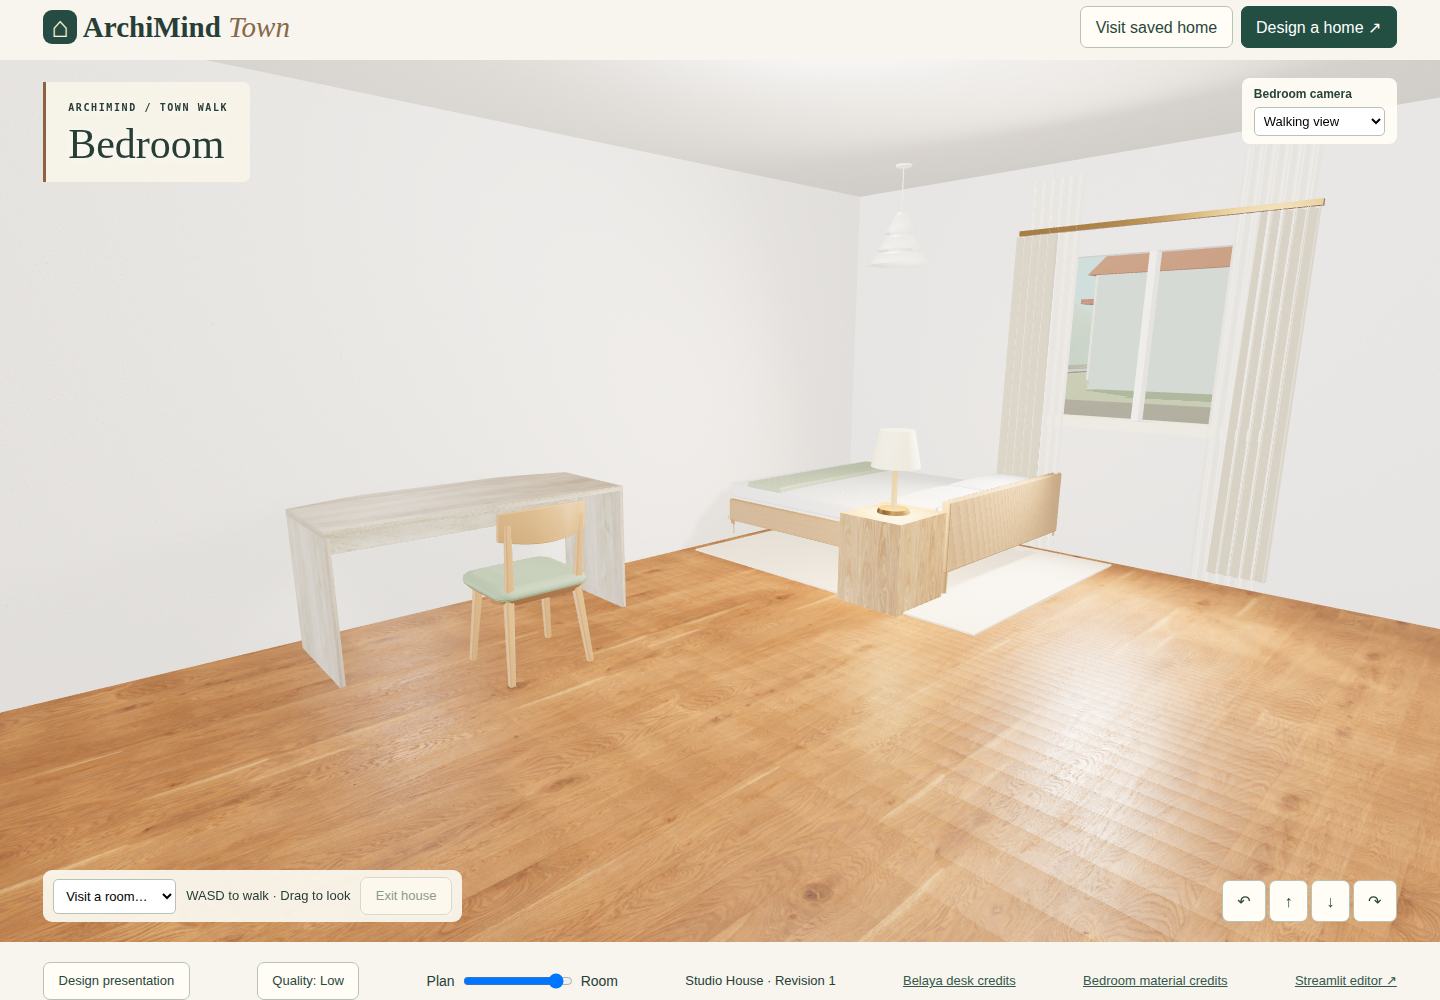 ArchiMind Town
Visit saved home
Design a home ↗
ARCHIMIND / TOWN WALK
Bedroom
Bedroom camera
Walking view
Visit a room…
WASD to walk · Drag to look
Exit house
↶
↑
↓
↷
Design presentation
Quality: Low
Plan
Room
Studio House · Revision 1
Belaya desk credits
Bedroom material credits
Streamlit editor ↗